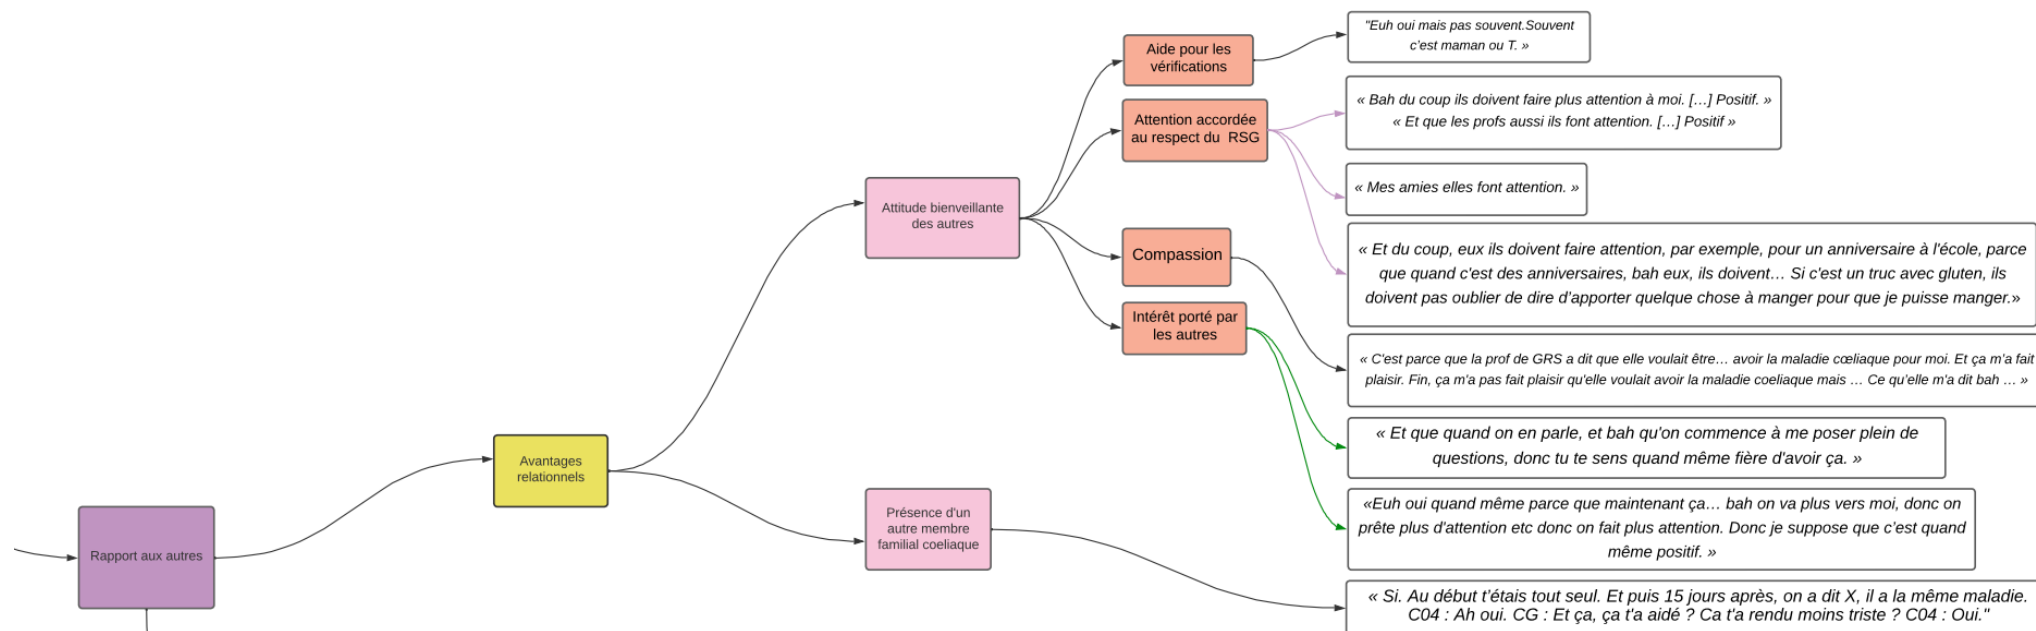 Rapport aux autres
Avantages
relationnels
Attitude bienveillante
des autres
Présence d'un
autre membre
familial coeliaque
Aide pour les
vérifications
Attention accordée
au respect du RSG
Compassion
Intérêt porté par
les autres
"Euh oui mais pas souvent.Souvent
c'est maman ou T. »
« Bah du coup ils doivent faire plus attention à moi. […] Positif. »
« Et que les profs aussi ils font attention. […] Positif »
« Mes amies elles font attention. »
« Et du coup, eux ils doivent faire attention, par exemple, pour un anniversaire à l'école, parce
que quand c'est des anniversaires, bah eux, ils doivent… Si c'est un truc avec gluten, ils
doivent pas oublier de dire d'apporter quelque chose à manger pour que je puisse manger.»
« C'est parce que la prof de GRS a dit que elle voulait être… avoir la maladie cœliaque pour moi. Et ça m'a fait
plaisir. Fin, ça m'a pas fait plaisir qu'elle voulait avoir la maladie coeliaque mais … Ce qu'elle m'a dit bah … »
« Et que quand on en parle, et bah qu'on commence à me poser plein de
questions, donc tu te sens quand même fière d'avoir ça. »
«Euh oui quand même parce que maintenant ça… bah on va plus vers moi, donc on
prête plus d'attention etc donc on fait plus attention. Donc je suppose que c'est quand
même positif. »
« Si. Au début t'étais tout seul. Et puis 15 jours après, on a dit X, il a la même maladie.
C04 : Ah oui. CG : Et ça, ça t'a aidé ? Ca t'a rendu moins triste ? C04 : Oui."